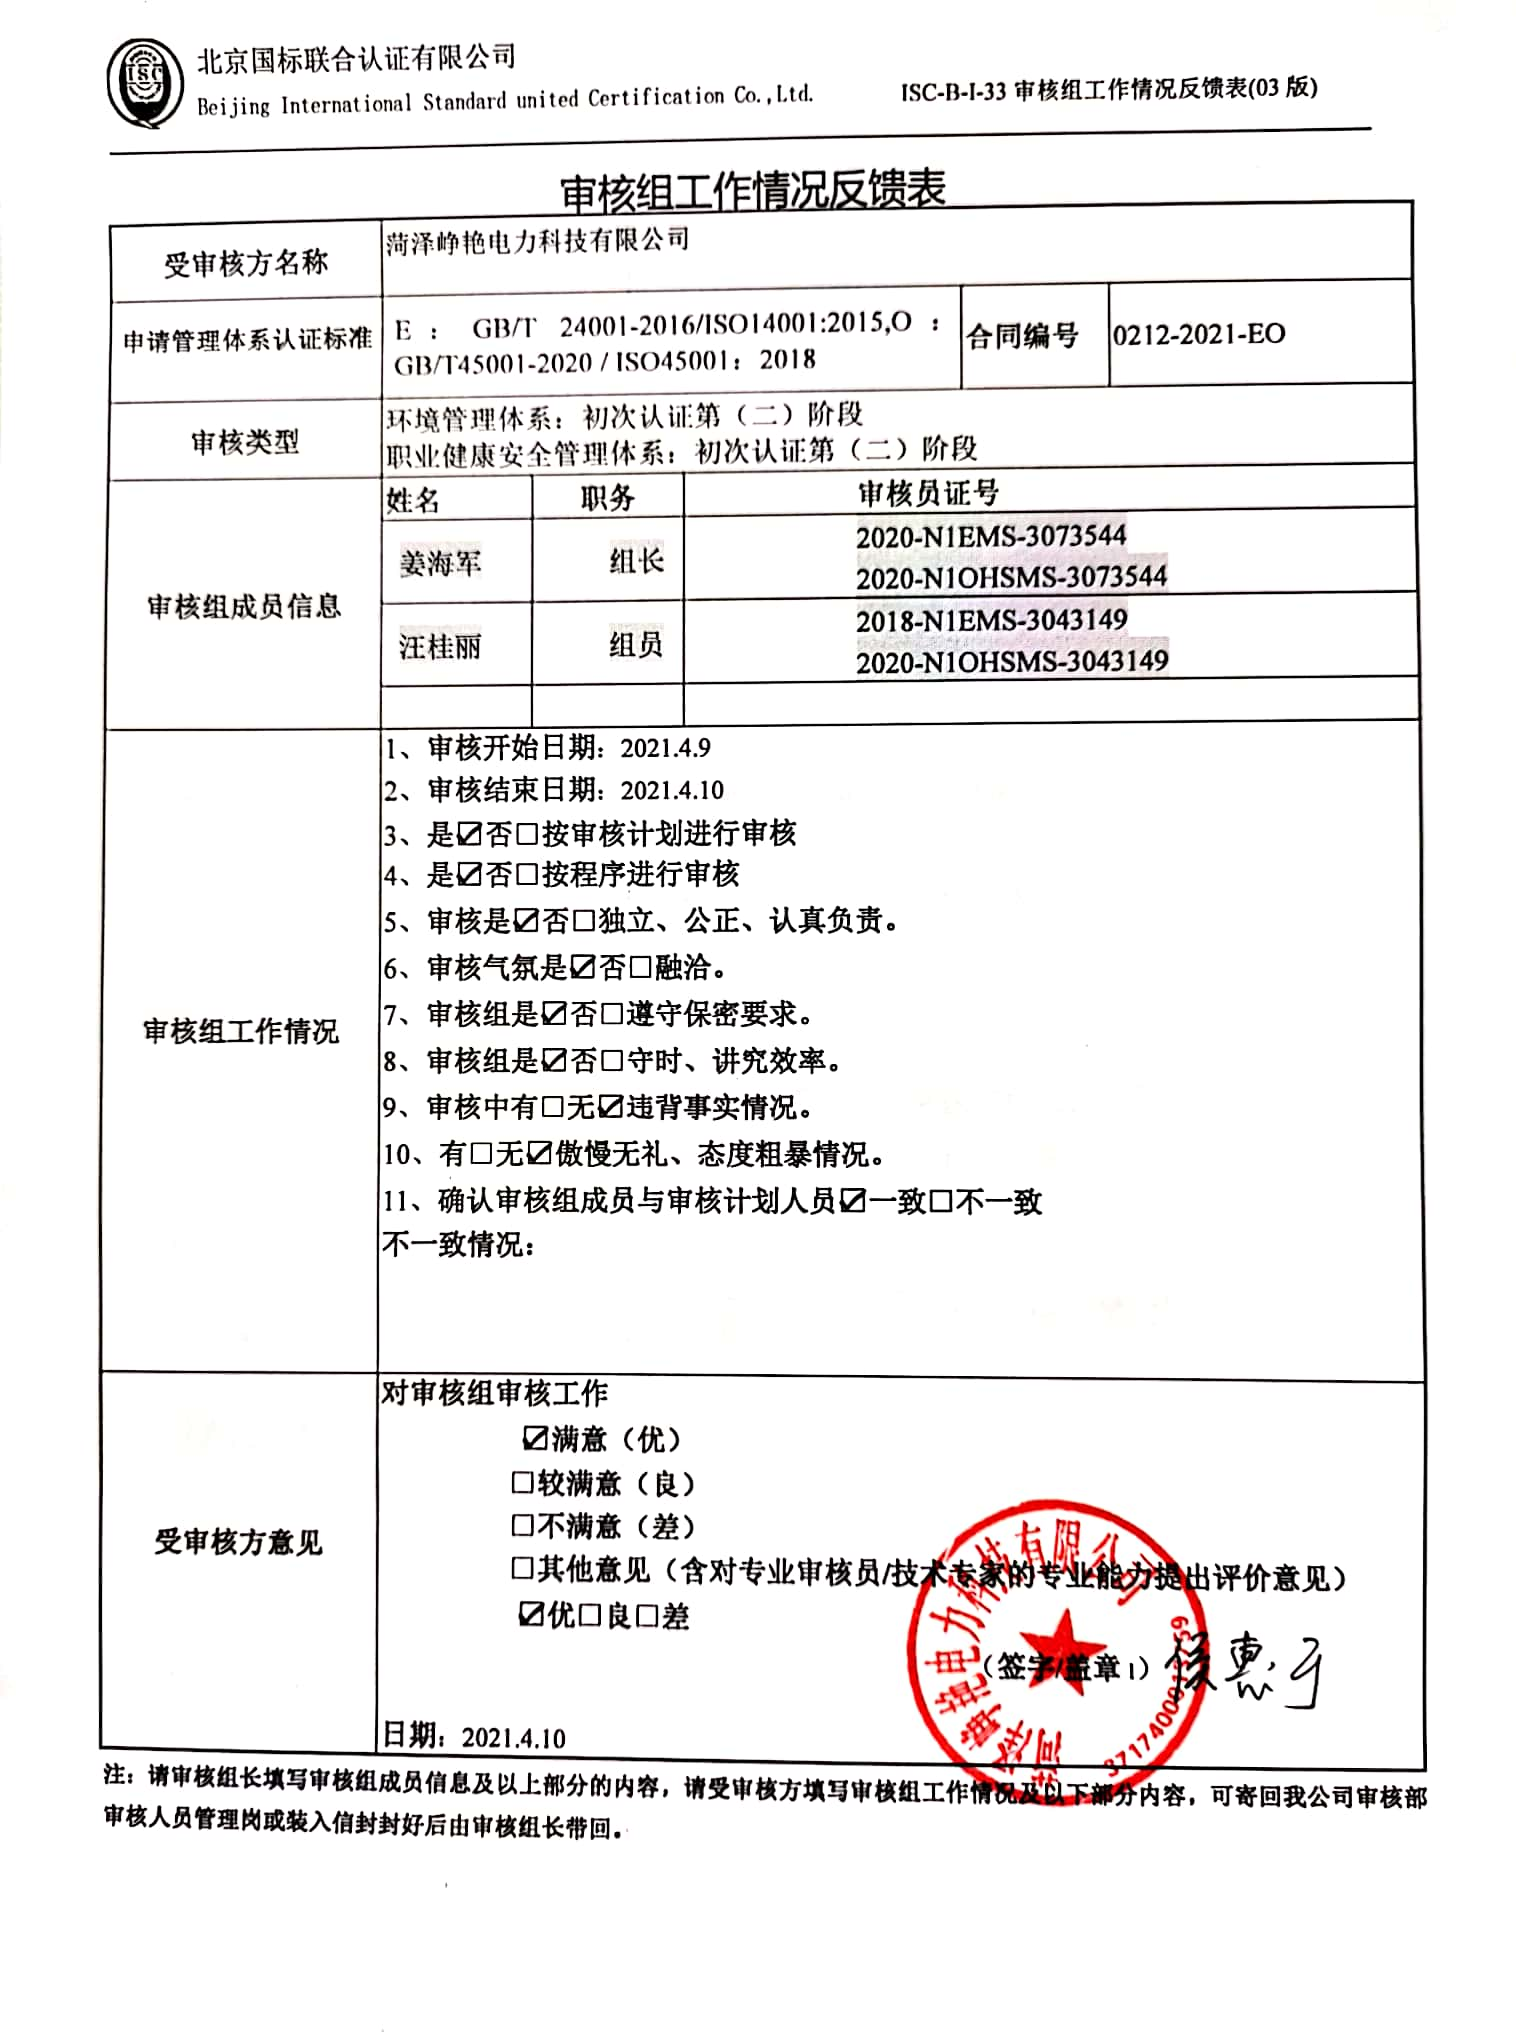 ISC
北京国标联合认证有限公司
Beijing International Standard united Certification Co.,Ltd.
ISC-B-I-33 审核组工作情况反馈表(03 版)
审核组工作情况反馈表
受审核方名称
菏泽峥艳电力科技有限公司
申请管理体系认证标准
E : GB/T 24001-2016/ISO14001:2015,O :
GB/T45001-2020 / ISO45001：2018
合同编号
0212-2021-EO
审核类型
环境管理体系：初次认证第（二）阶段
职业健康安全管理体系：初次认证第（二）阶段
审核组成员信息
姓名 职务 审核员证号
姜海军 组长
2020-N1EMS-3073544
2020-N1OHSMS-3073544
汪桂丽 组员
2018-N1EMS-3043149
2020-N1OHSMS-3043149
审核组工作情况
1、审核开始日期：2021.4.9
2、审核结束日期：2021.4.10
3、是☑否□按审核计划进行审核
4、是☑否□按程序进行审核
5、审核是☑否□独立、公正、认真负责。
6、审核气氛是☑否□融洽。
7、审核组是☑否□遵守保密要求。
8、审核组是☑否□守时、讲究效率。
9、审核中有□无☑违背事实情况。
10、有□无☑傲慢无礼、态度粗暴情况。
11、确认审核组成员与审核计划人员☑一致□不一致
不一致情况：
受审核方意见
对审核组审核工作
☑满意（优）
□较满意（良）
□不满意（差）
□其他意见（含对专业审核员/技术专家的专业能力提出评价意见）
☑优□良□差
（签字/盖章）
日期：2021.4.10
菏泽峥艳电力科技有限公司
注：请审核组长填写审核组成员信息及以上部分的内容，请受审核方填写审核组工作情况及以下部分内容，可寄回我公司审核部
审核人员管理岗或装入信封封好后由审核组长带回。